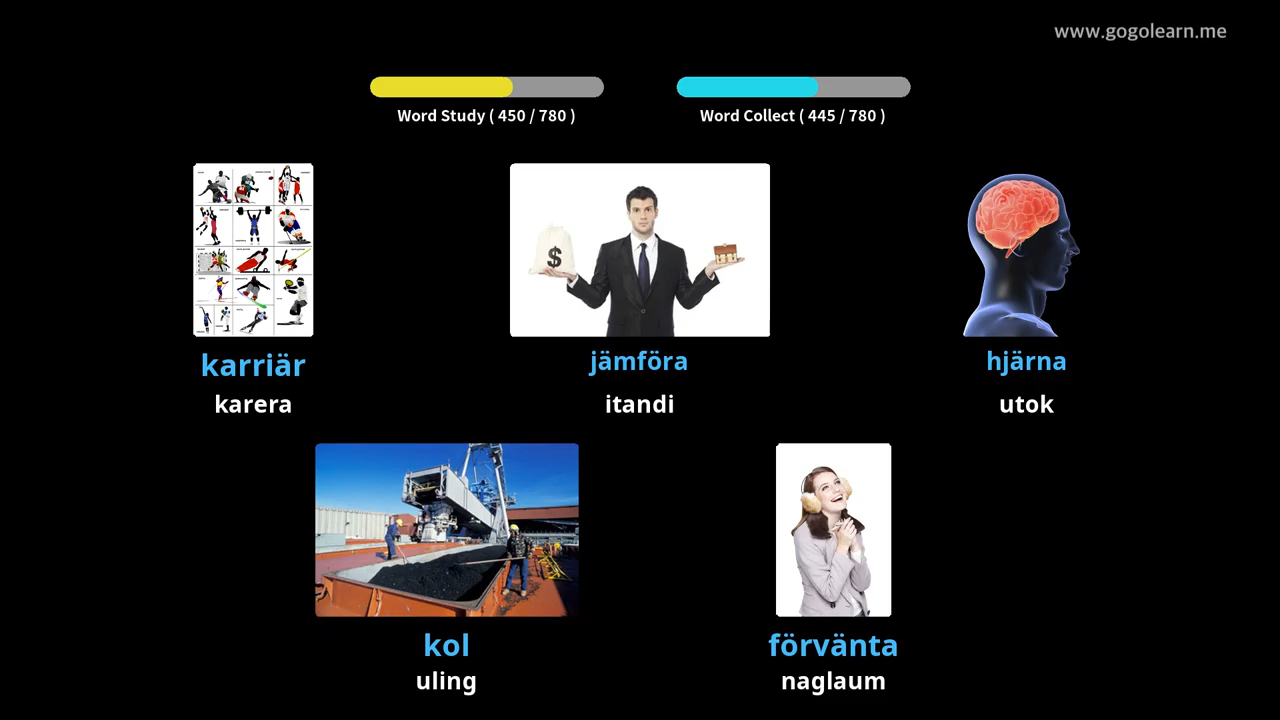 www.gogolearn.me
Word Study ( 450 / 780 )
Word Collect ( 445 / 780 )
karriär
karera
jämföra
itandi
hjärna
utok
kol
uling
förvänta
naglaum